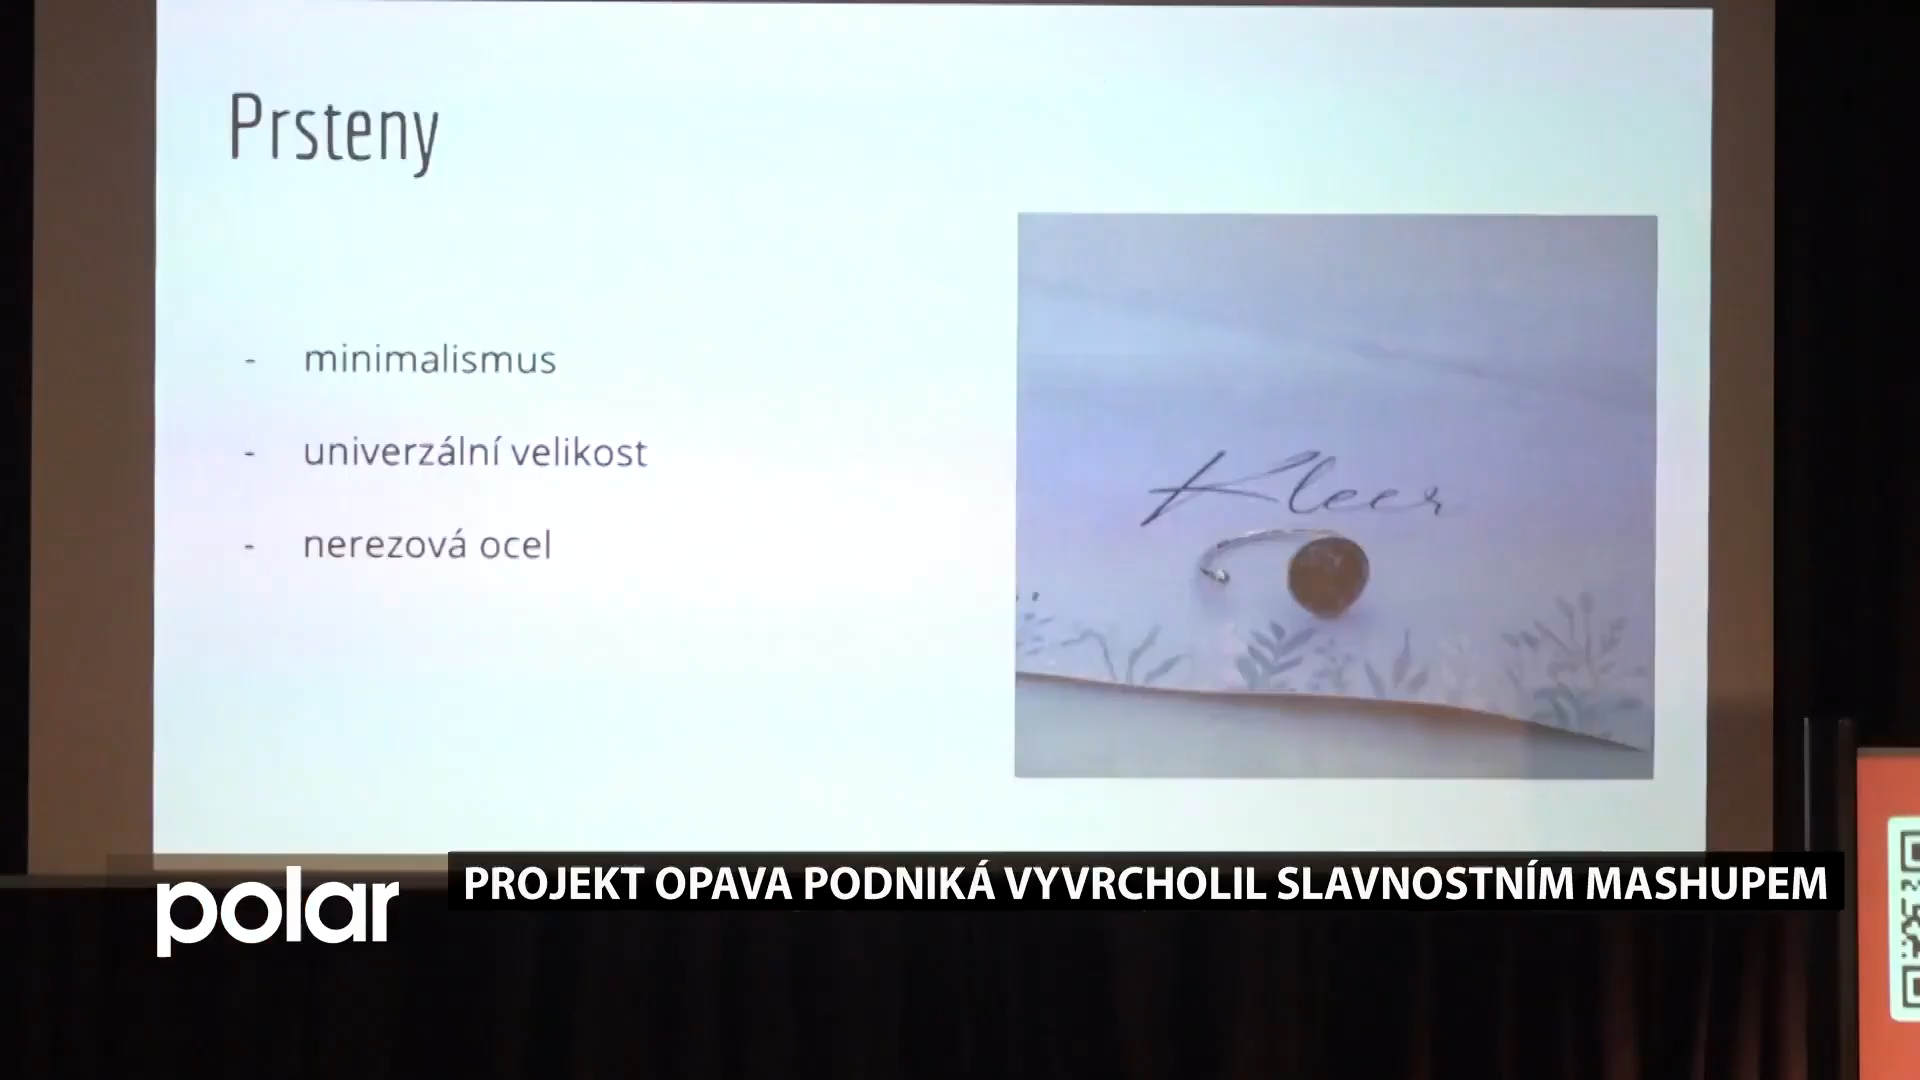 Prsteny
- minimalismus
- univerzální velikost
- nerezová ocel
Kleer
polar
PROJEKT OPAVA PODNIKÁ VYVRCHOLIL SLAVNOSTNÍM MASHUPEM